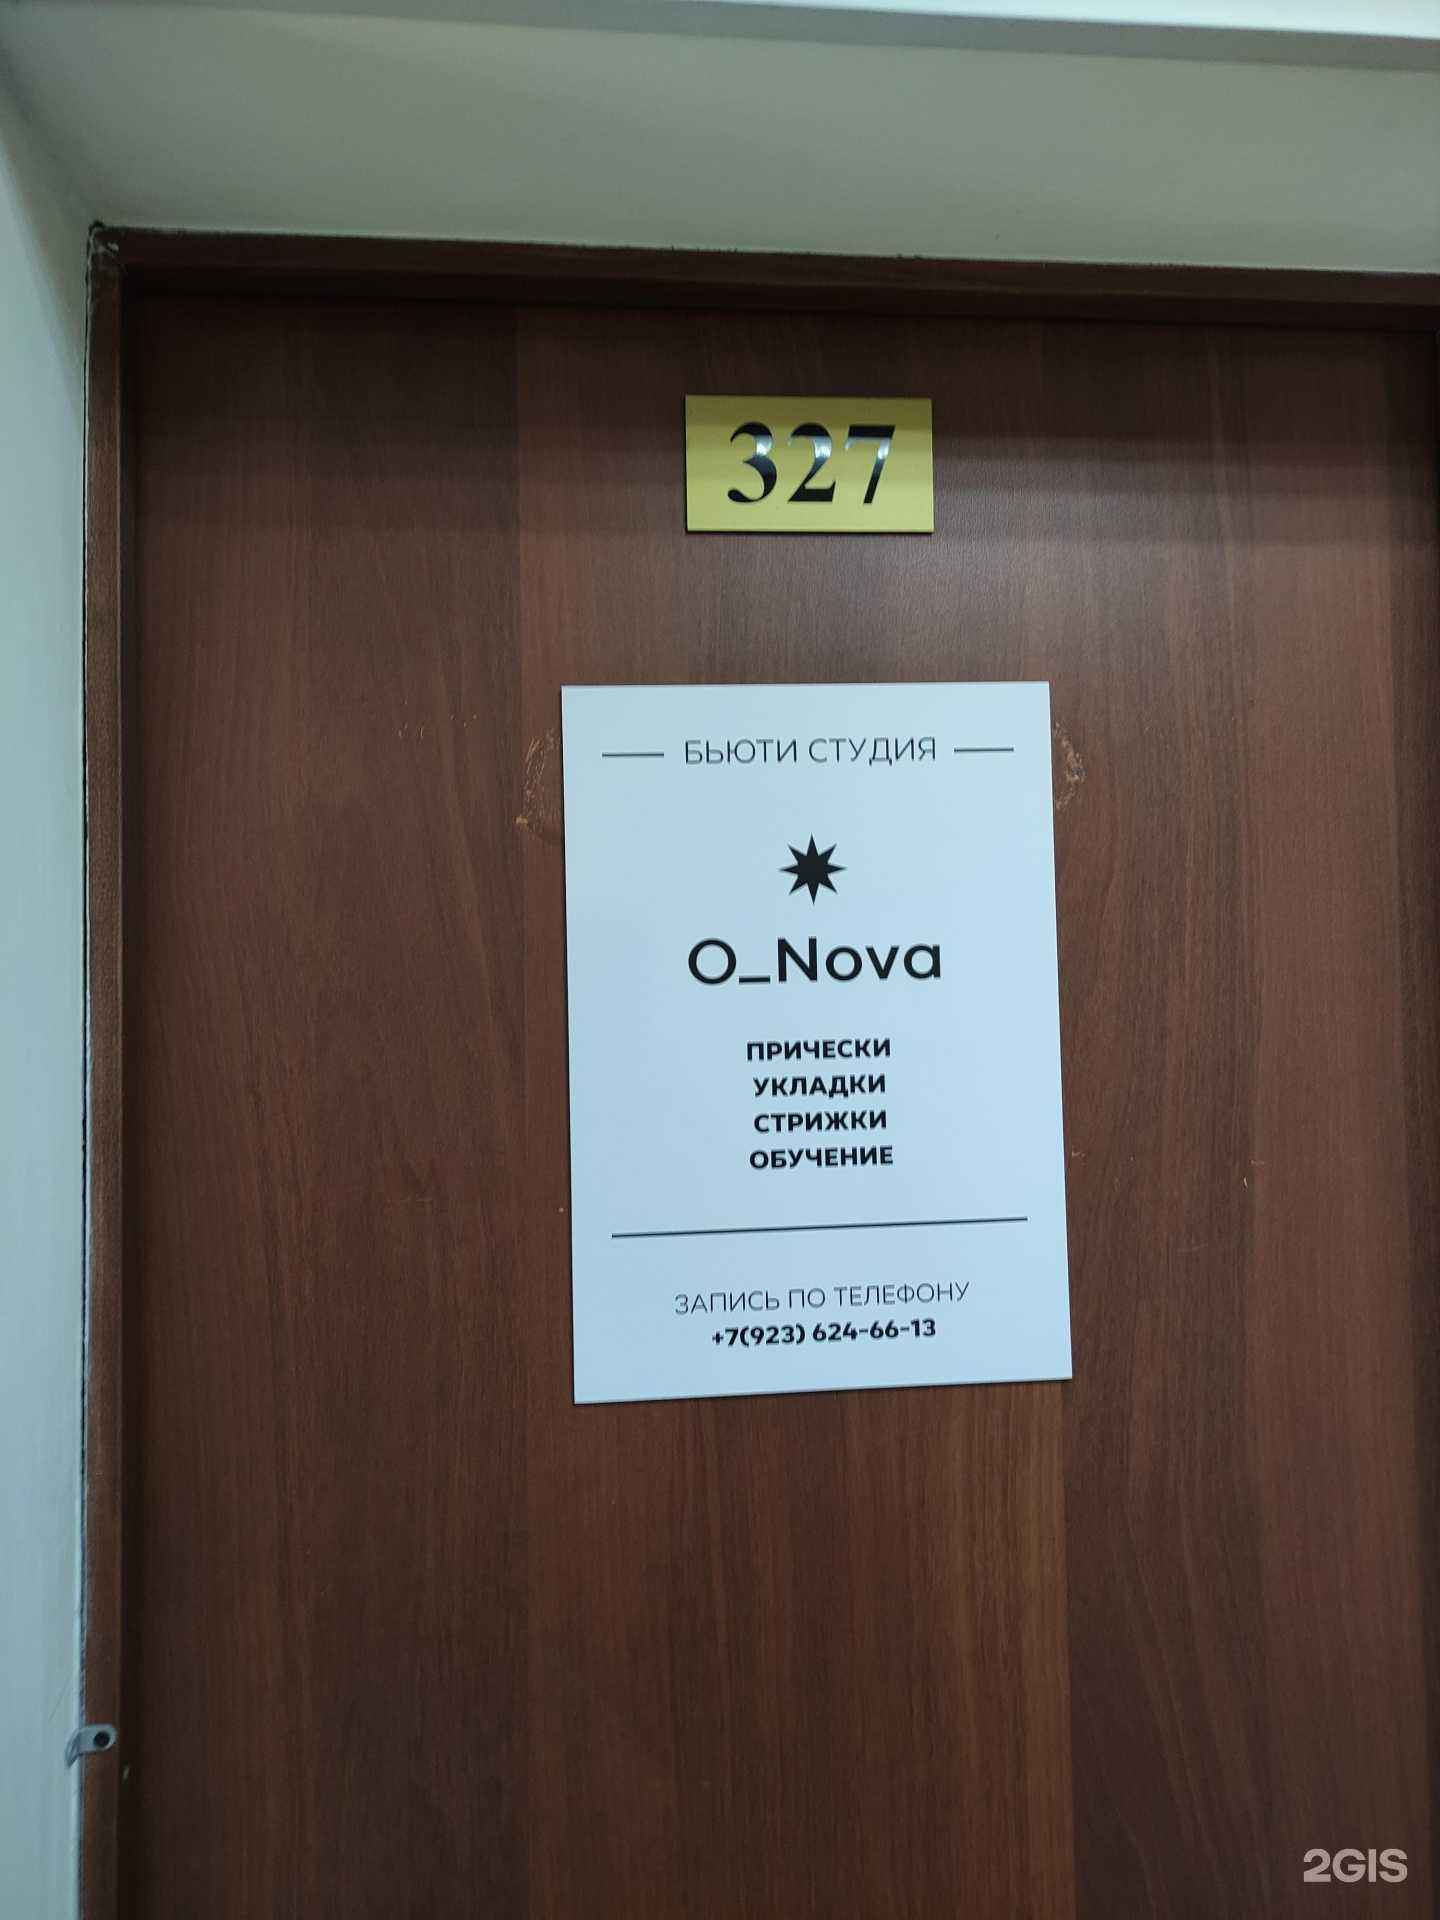 327
БЬЮТИ СТУДИЯ
O_Nova
ПРИЧЕСКИ
УКЛАДКИ
СТРИЖКИ
ОБУЧЕНИЕ
ЗАПИСЬ ПО ТЕЛЕФОНУ
+7(923) 624-66-13
2GIS